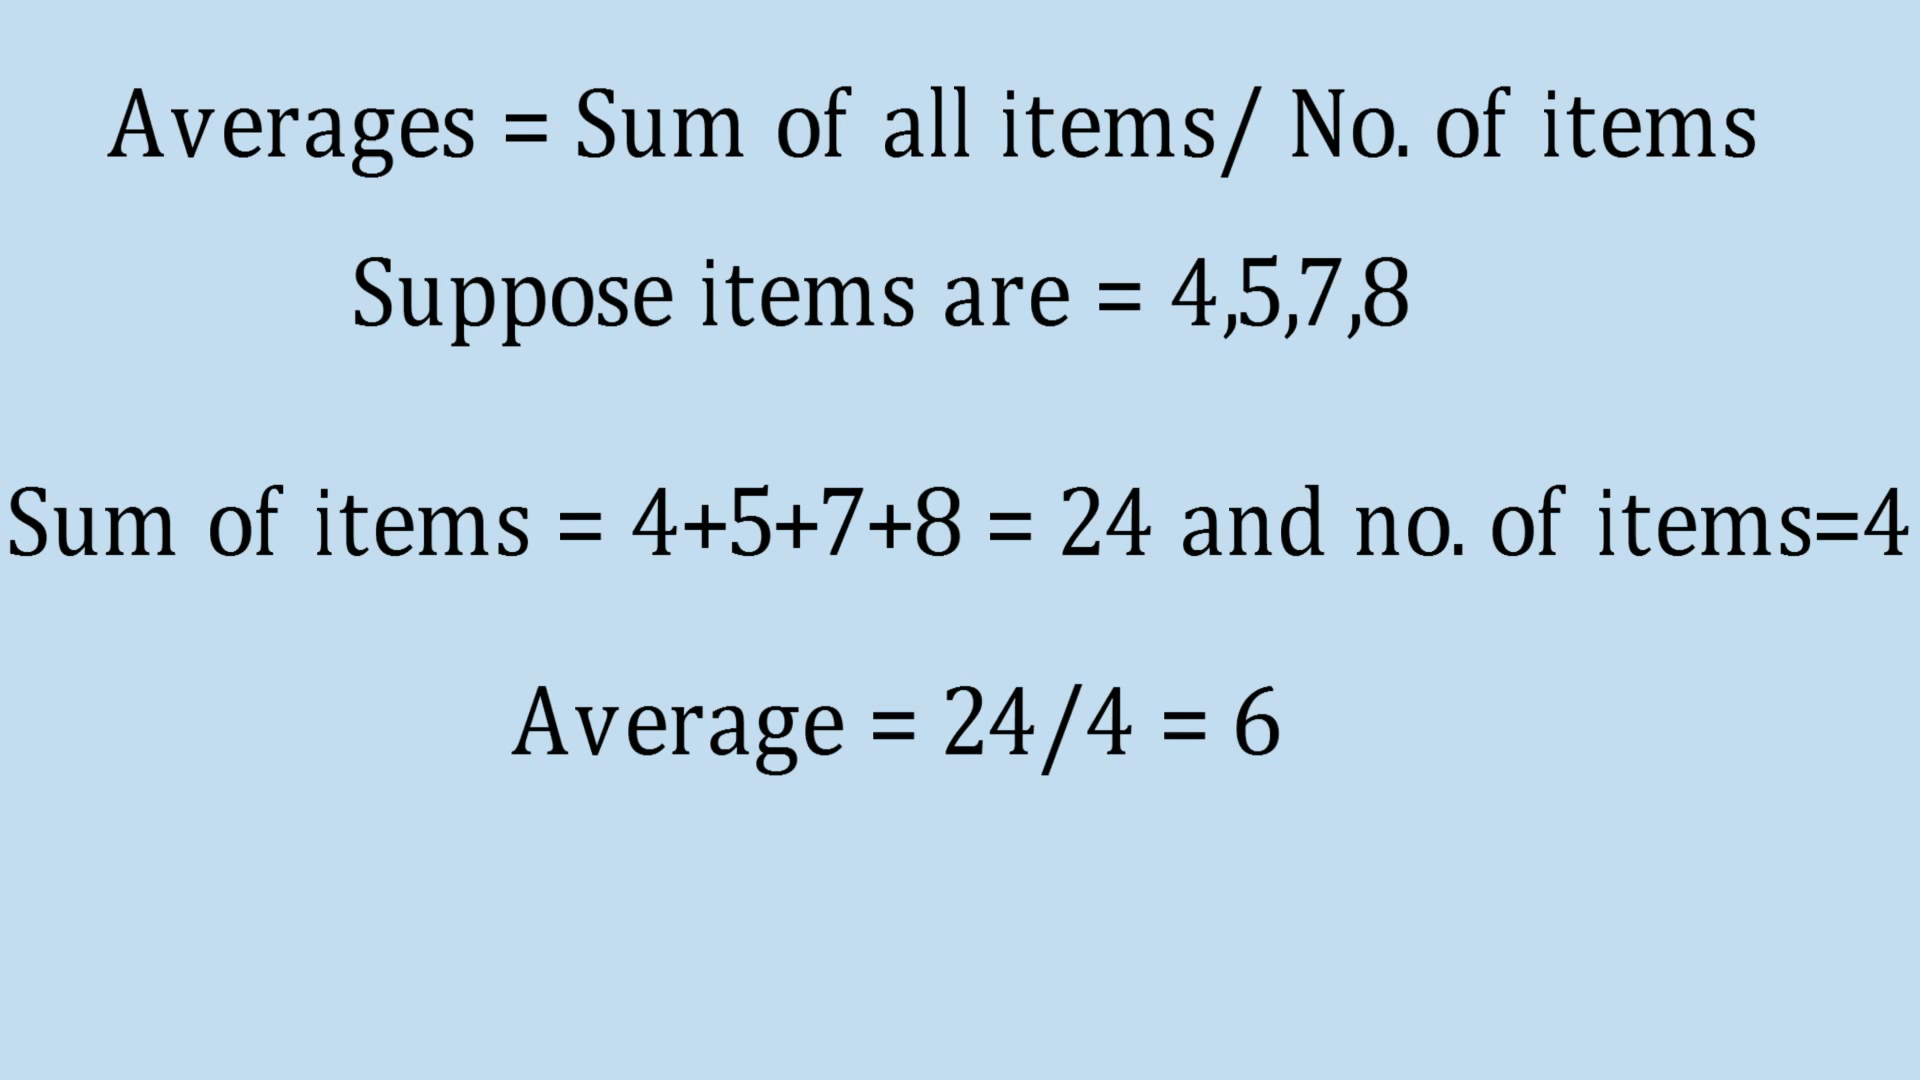 Averages = Sum of all items/ No. of items
Suppose items are = 4,5,7,8
Sum of items = 4+5+7+8 = 24 and no. of items=4
Average = 24/4 = 6